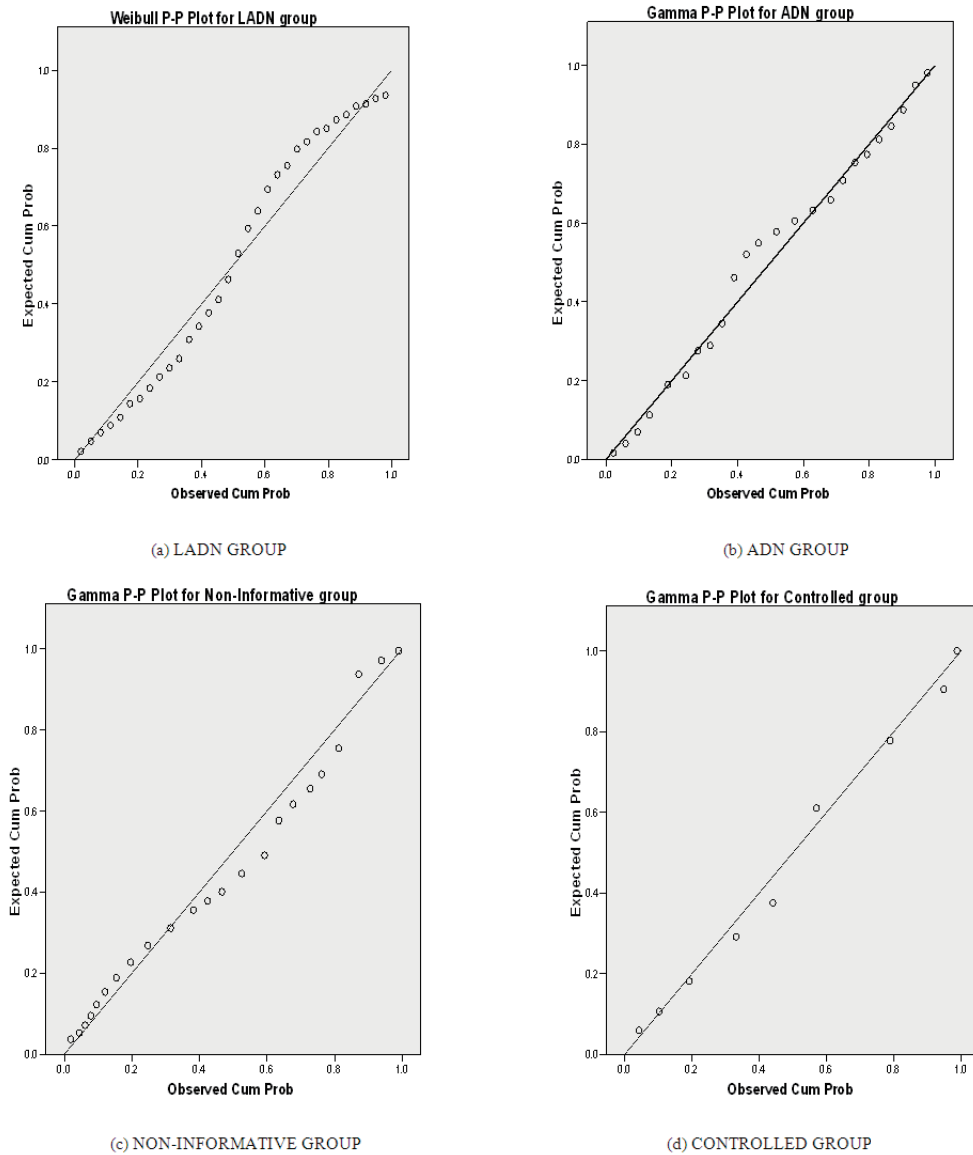 Weibull P-P Plot for LADN group
Expected Cum Prob
1.0
0.8
0.6
0.4
0.2
0.0
0.0 0.2 0.4 0.6 0.8 1.0
Observed Cum Prob
(a) LADN GROUP
Gamma P-P Plot for ADN group
Expected Cum Prob
1.0
0.8
0.6
0.4
0.2
0.0
0.0 0.2 0.4 0.6 0.8 1.0
Observed Cum Prob
(b) ADN GROUP
Gamma P-P Plot for Non-Informative group
Expected Cum Prob
1.0
0.8
0.6
0.4
0.2
0.0
0.0 0.2 0.4 0.6 0.8 1.0
Observed Cum Prob
(c) NON-INFORMATIVE GROUP
Gamma P-P Plot for Controlled group
Expected Cum Prob
1.0
0.8
0.6
0.4
0.2
0.0
0.0 0.2 0.4 0.6 0.8 1.0
Observed Cum Prob
(d) CONTROLLED GROUP